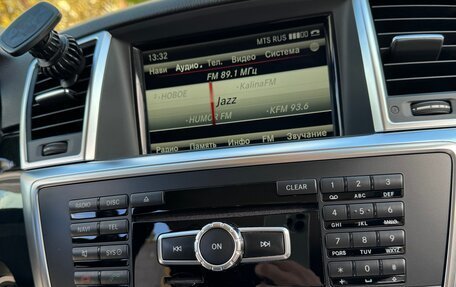 13:32 MTS RUS
Нави Аудио Тел. Видео Система
FM 89.1 МГц
-НОВОЕ -KalinaFM
Jazz
-HUMOR FM -KFM 93.6
Радио Память Инфо FM Звучание
RADIO DISC
NAVI TEL
SYS
CLEAR
ON
1 2 ABC 3 DEF
4 GHI 5 JKL 6 MNO
7 PQRS 8 TUV 9 WXYZ
* 0 #